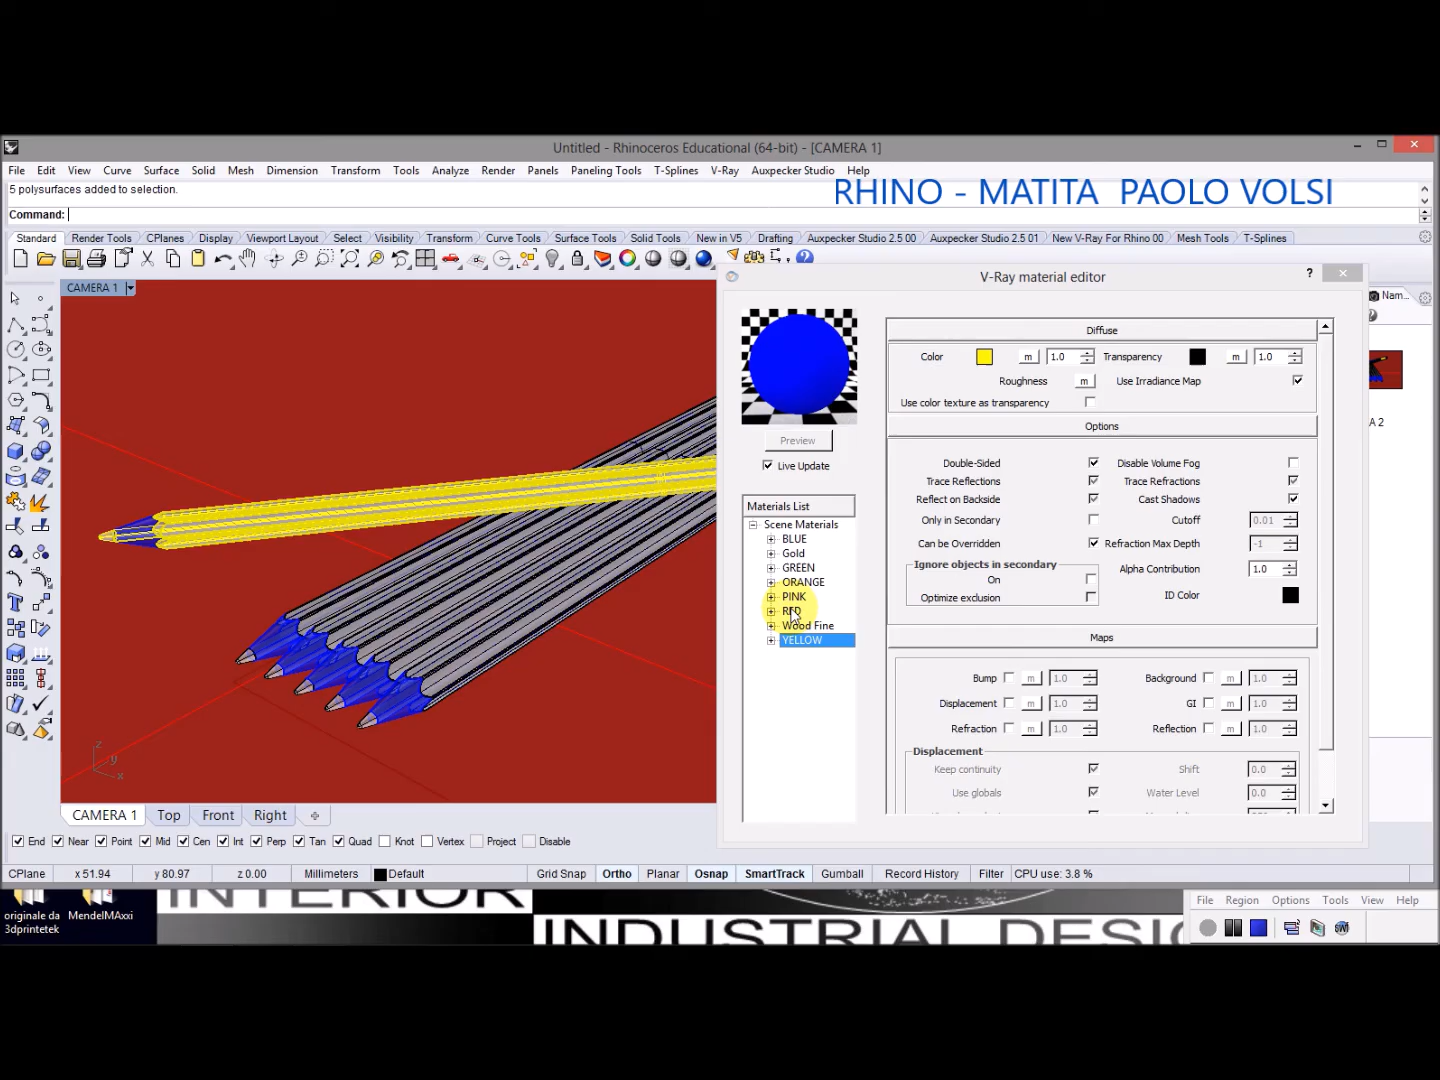 Untitled - Rhinoceros Educational (64-bit) - [CAMERA 1]
File Edit View Curve Surface Solid Mesh Dimension Transform Tools Analyze Render Panels Paneling Tools T-Splines V-Ray Auxpecker Studio Help
5 polysurfaces added to selection.
RHINO - MATITA PAOLO VOLSI
Command:
Standard Render Tools CPlanes Display Viewport Layout Select Visibility Transform Curve Tools Surface Tools Solid Tools New in V5 Drafting Auxpecker Studio 2.5 00 Auxpecker Studio 2.5 01 New V-Ray For Rhino 00 Mesh Tools T-Splines
CAMERA 1
V-Ray material editor
Nam...
Diffuse
Color m 1.0 Transparency m 1.0
Roughness m Use Irradiance Map
Use color texture as transparency
A 2
Options
Preview
Live Update
Double-Sided Disable Volume Fog
Trace Reflections Trace Refractions
Reflect on Backside Cast Shadows
Only in Secondary Cutoff 0.01
Can be Overridden Refraction Max Depth -1
Ignore objects in secondary
On
Optimize exclusion
Alpha Contribution 1.0
ID Color
Materials List
Scene Materials
BLUE
Gold
GREEN
ORANGE
PINK
RED
Wood Fine
YELLOW
Maps
Bump m 1.0 Background m 1.0
Displacement m 1.0 GI m 1.0
Refraction m 1.0 Reflection m 1.0
Displacement
Keep continuity Shift 0.0
Use globals Water Level 0.0
z
y
x
CAMERA 1 Top Front Right
End Near Point Mid Cen Int Perp Tan Quad Knot Vertex Project Disable
CPlane x 51.94 y 80.97 z 0.00 Millimeters Default Grid Snap Ortho Planar Osnap SmartTrack Gumball Record History Filter CPU use: 3.8 %
INTERIOR
INDUSTRIAL DESIG
originale da
3dprintetek
MendelMAxxi
File Region Options Tools View Help